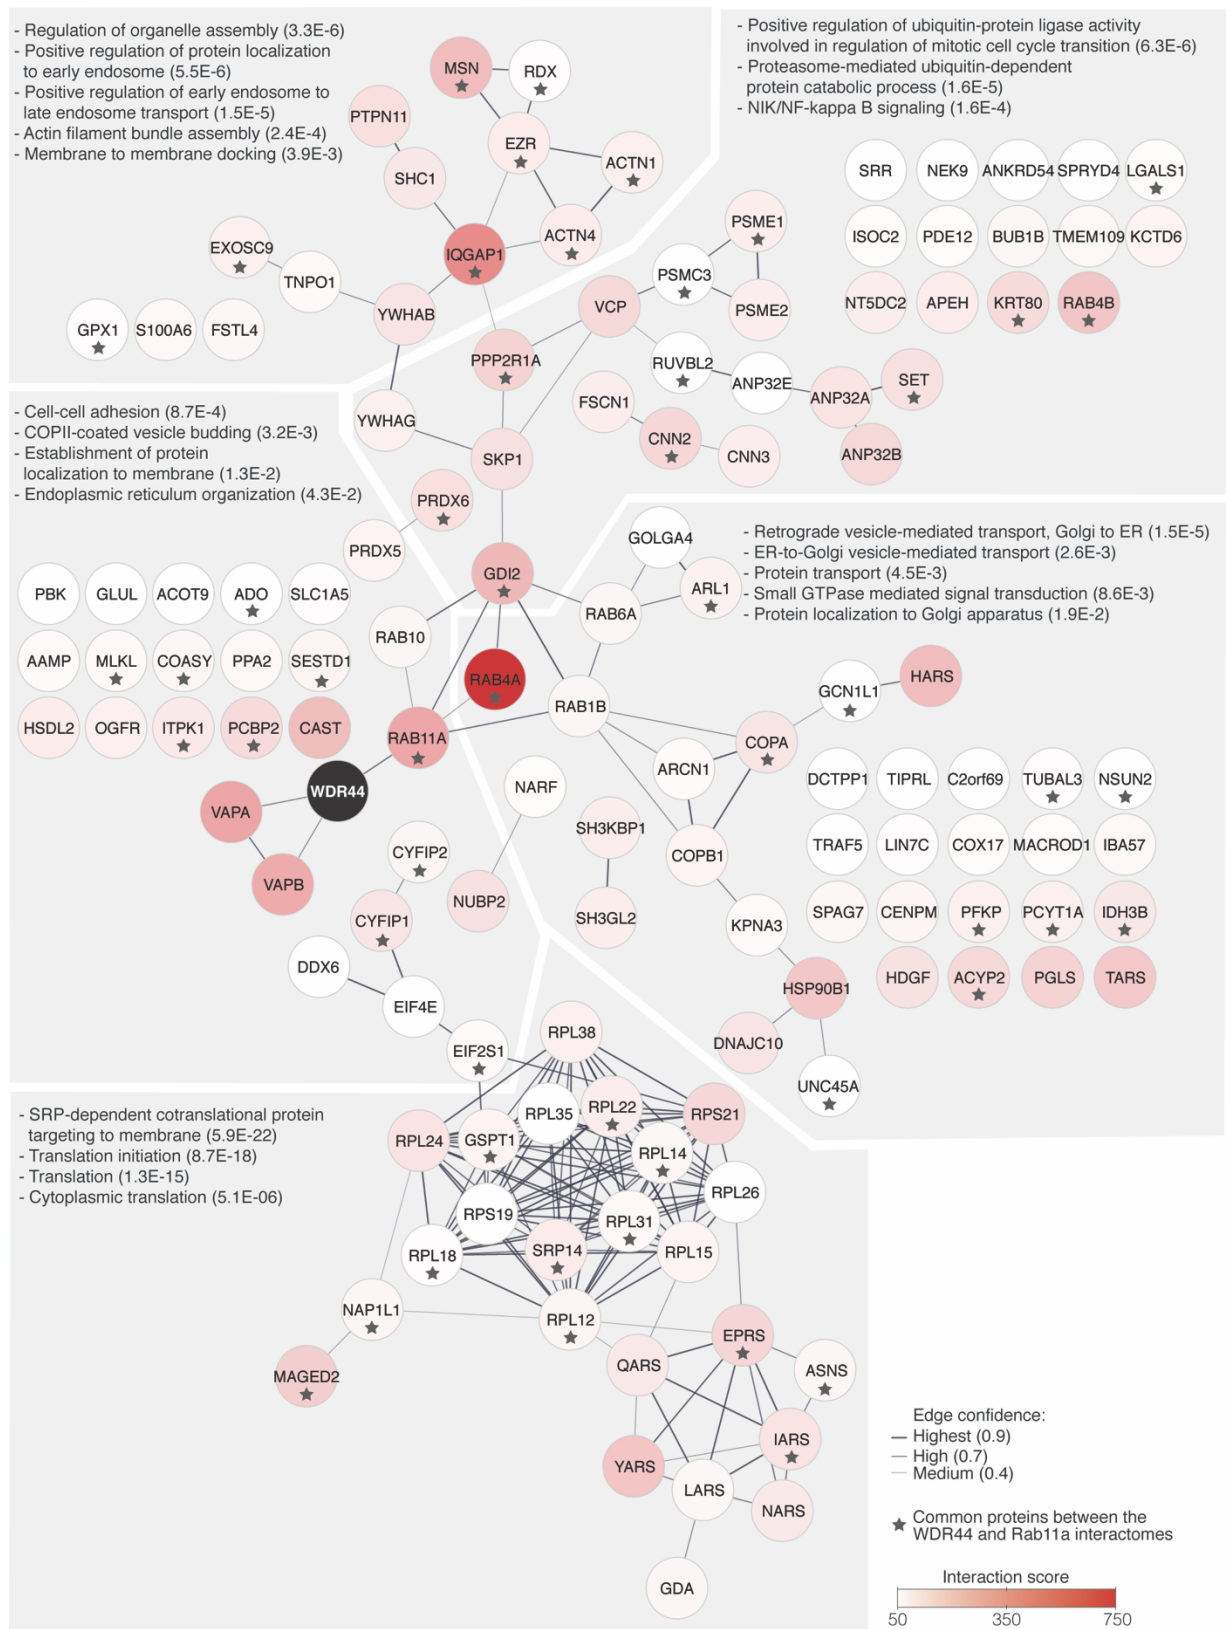 - Regulation of organelle assembly (3.3E-6)
- Positive regulation of protein localization
to early endosome (5.5E-6)
- Positive regulation of early endosome to
late endosome transport (1.5E-5)
- Actin filament bundle assembly (2.4E-4)
- Membrane to membrane docking (3.9E-3)
MSN
RDX
PTPN11
EZR
ACTN1
SHC1
EXOSC9
IQGAP1
ACTN4
TNPO1
YWHAB
GPX1
S100A6
FSTL4
- Positive regulation of ubiquitin-protein ligase activity
involved in regulation of mitotic cell cycle transition (6.3E-6)
- Proteasome-mediated ubiquitin-dependent
protein catabolic process (1.6E-5)
- NIK/NF-kappa B signaling (1.6E-4)
SRR
NEK9
ANKRD54
SPRYD4
LGALS1
ISOC2
PDE12
BUB1B
TMEM109
KCTD6
NT5DC2
APEH
KRT80
RAB4B
PSME1
PSMC3
VCP
PSME2
PPP2R1A
RUVBL2
ANP32E
SET
ANP32A
FSCN1
YWHAG
CNN2
CNN3
ANP32B
SKP1
PRDX6
PRDX5
GDI2
- Cell-cell adhesion (8.7E-4)
- COPII-coated vesicle budding (3.2E-3)
- Establishment of protein
localization to membrane (1.3E-2)
- Endoplasmic reticulum organization (4.3E-2)
PBK
GLUL
ACOT9
ADO
SLC1A5
AAMP
MLKL
COASY
PPA2
SESTD1
HSDL2
OGFR
ITPK1
PCBP2
CAST
RAB10
RAB11A
WDR44
VAPA
VAPB
CYFIP2
CYFIP1
NUBP2
NARF
DDX6
EIF4E
EIF2S1
- Retrograde vesicle-mediated transport, Golgi to ER (1.5E-5)
- ER-to-Golgi vesicle-mediated transport (2.6E-3)
- Protein transport (4.5E-3)
- Small GTPase mediated signal transduction (8.6E-3)
- Protein localization to Golgi apparatus (1.9E-2)
GOLGA4
ARL1
RAB6A
RAB4A
RAB1B
GCN1L1
HARS
COPA
ARCN1
SH3KBP1
COPB1
SH3GL2
KPNA3
HSP90B1
DNAJC10
UNC45A
DCTPP1
TIPRL
C2orf69
TUBAL3
NSUN2
TRAF5
LIN7C
COX17
MACROD1
IBA57
SPAG7
CENPM
PFKP
PCYT1A
IDH3B
HDGF
ACYP2
PGLS
TARS
- SRP-dependent cotranslational protein
targeting to membrane (5.9E-22)
- Translation initiation (8.7E-18)
- Translation (1.3E-15)
- Cytoplasmic translation (5.1E-06)
RPL38
RPL35
RPL22
RPS21
RPL24
GSPT1
RPL14
RPL26
RPS19
RPL31
RPL18
SRP14
RPL15
NAP1L1
RPL12
EPRS
MAGED2
QARS
ASNS
IARS
YARS
LARS
NARS
GDA
Edge confidence:
Highest (0.9)
High (0.7)
Medium (0.4)
Common proteins between the
WDR44 and Rab11a interactomes
Interaction score
50 350 750